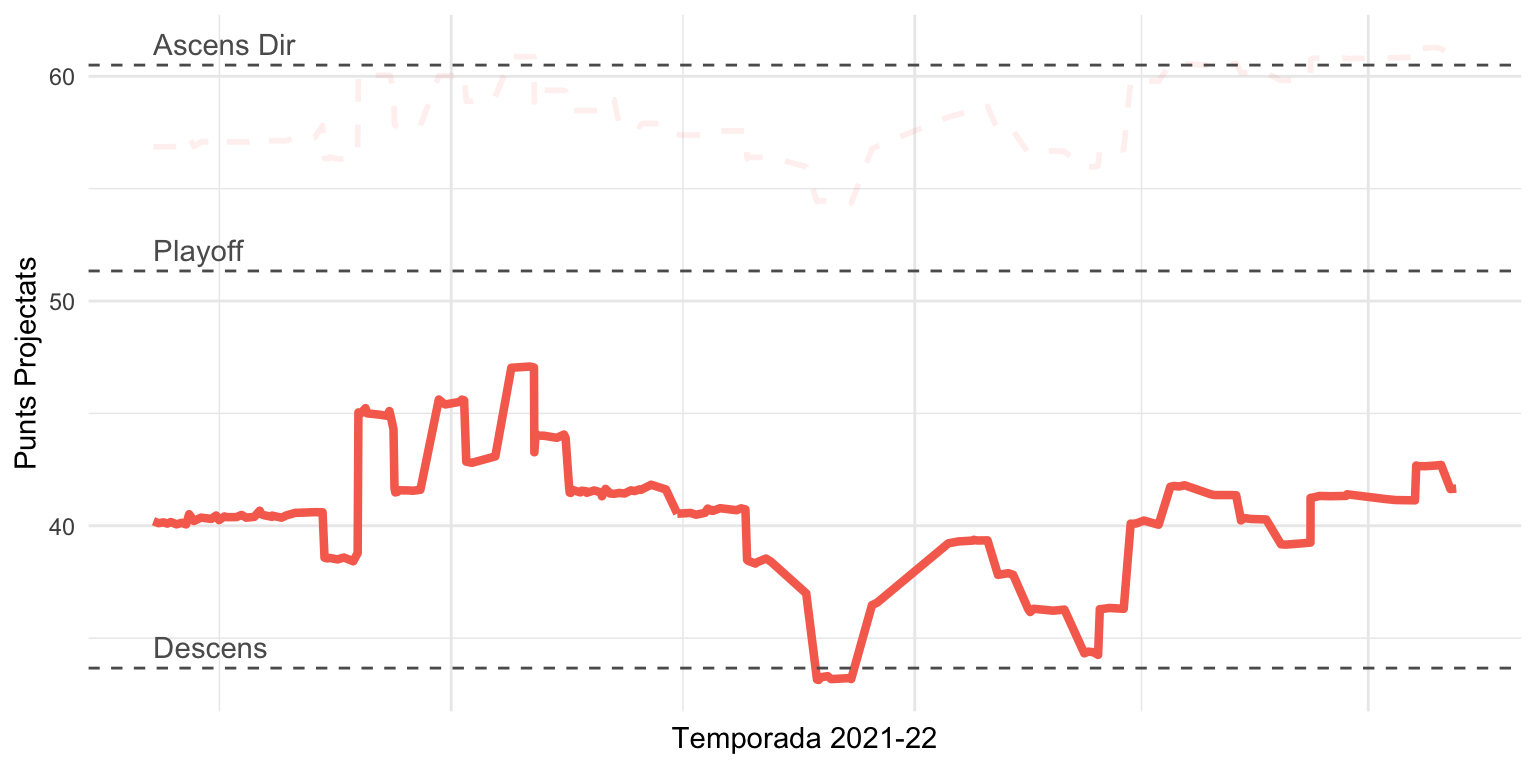 Ascens Dir
60
Playoff
50
Punts Projectats
40
Descens
Temporada 2021-22